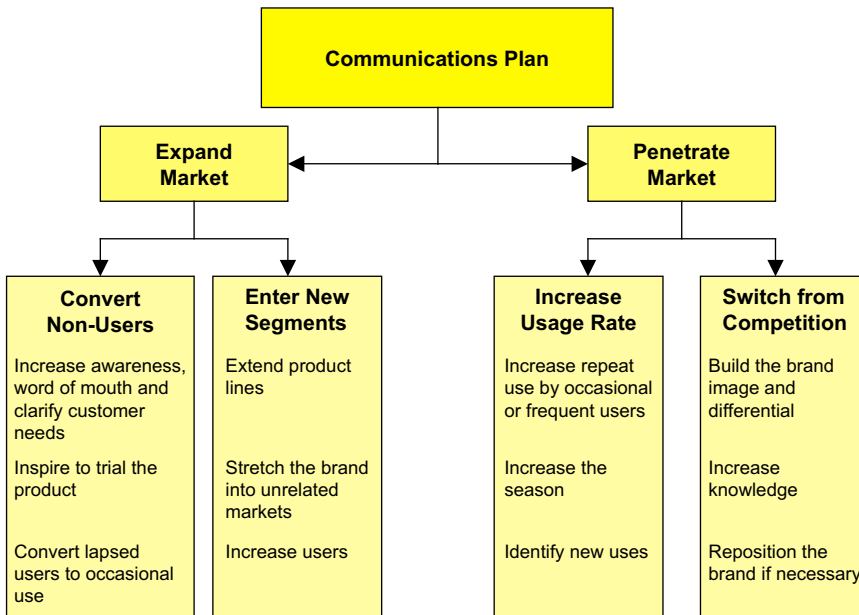 Communications Plan
Expand
Market
Penetrate
Market
Convert
Non-Users
Increase awareness,
word of mouth and
clarify customer
needs
Inspire to trial the
product
Convert lapsed
users to occasional
use
Enter New
Segments
Extend product
lines
Stretch the brand
into unrelated
markets
Increase users
Increase
Usage Rate
Increase repeat
use by occasional
or frequent users
Increase the
season
Identify new uses
Switch from
Competition
Build the brand
image and
differential
Increase
knowledge
Reposition the
brand if necessary